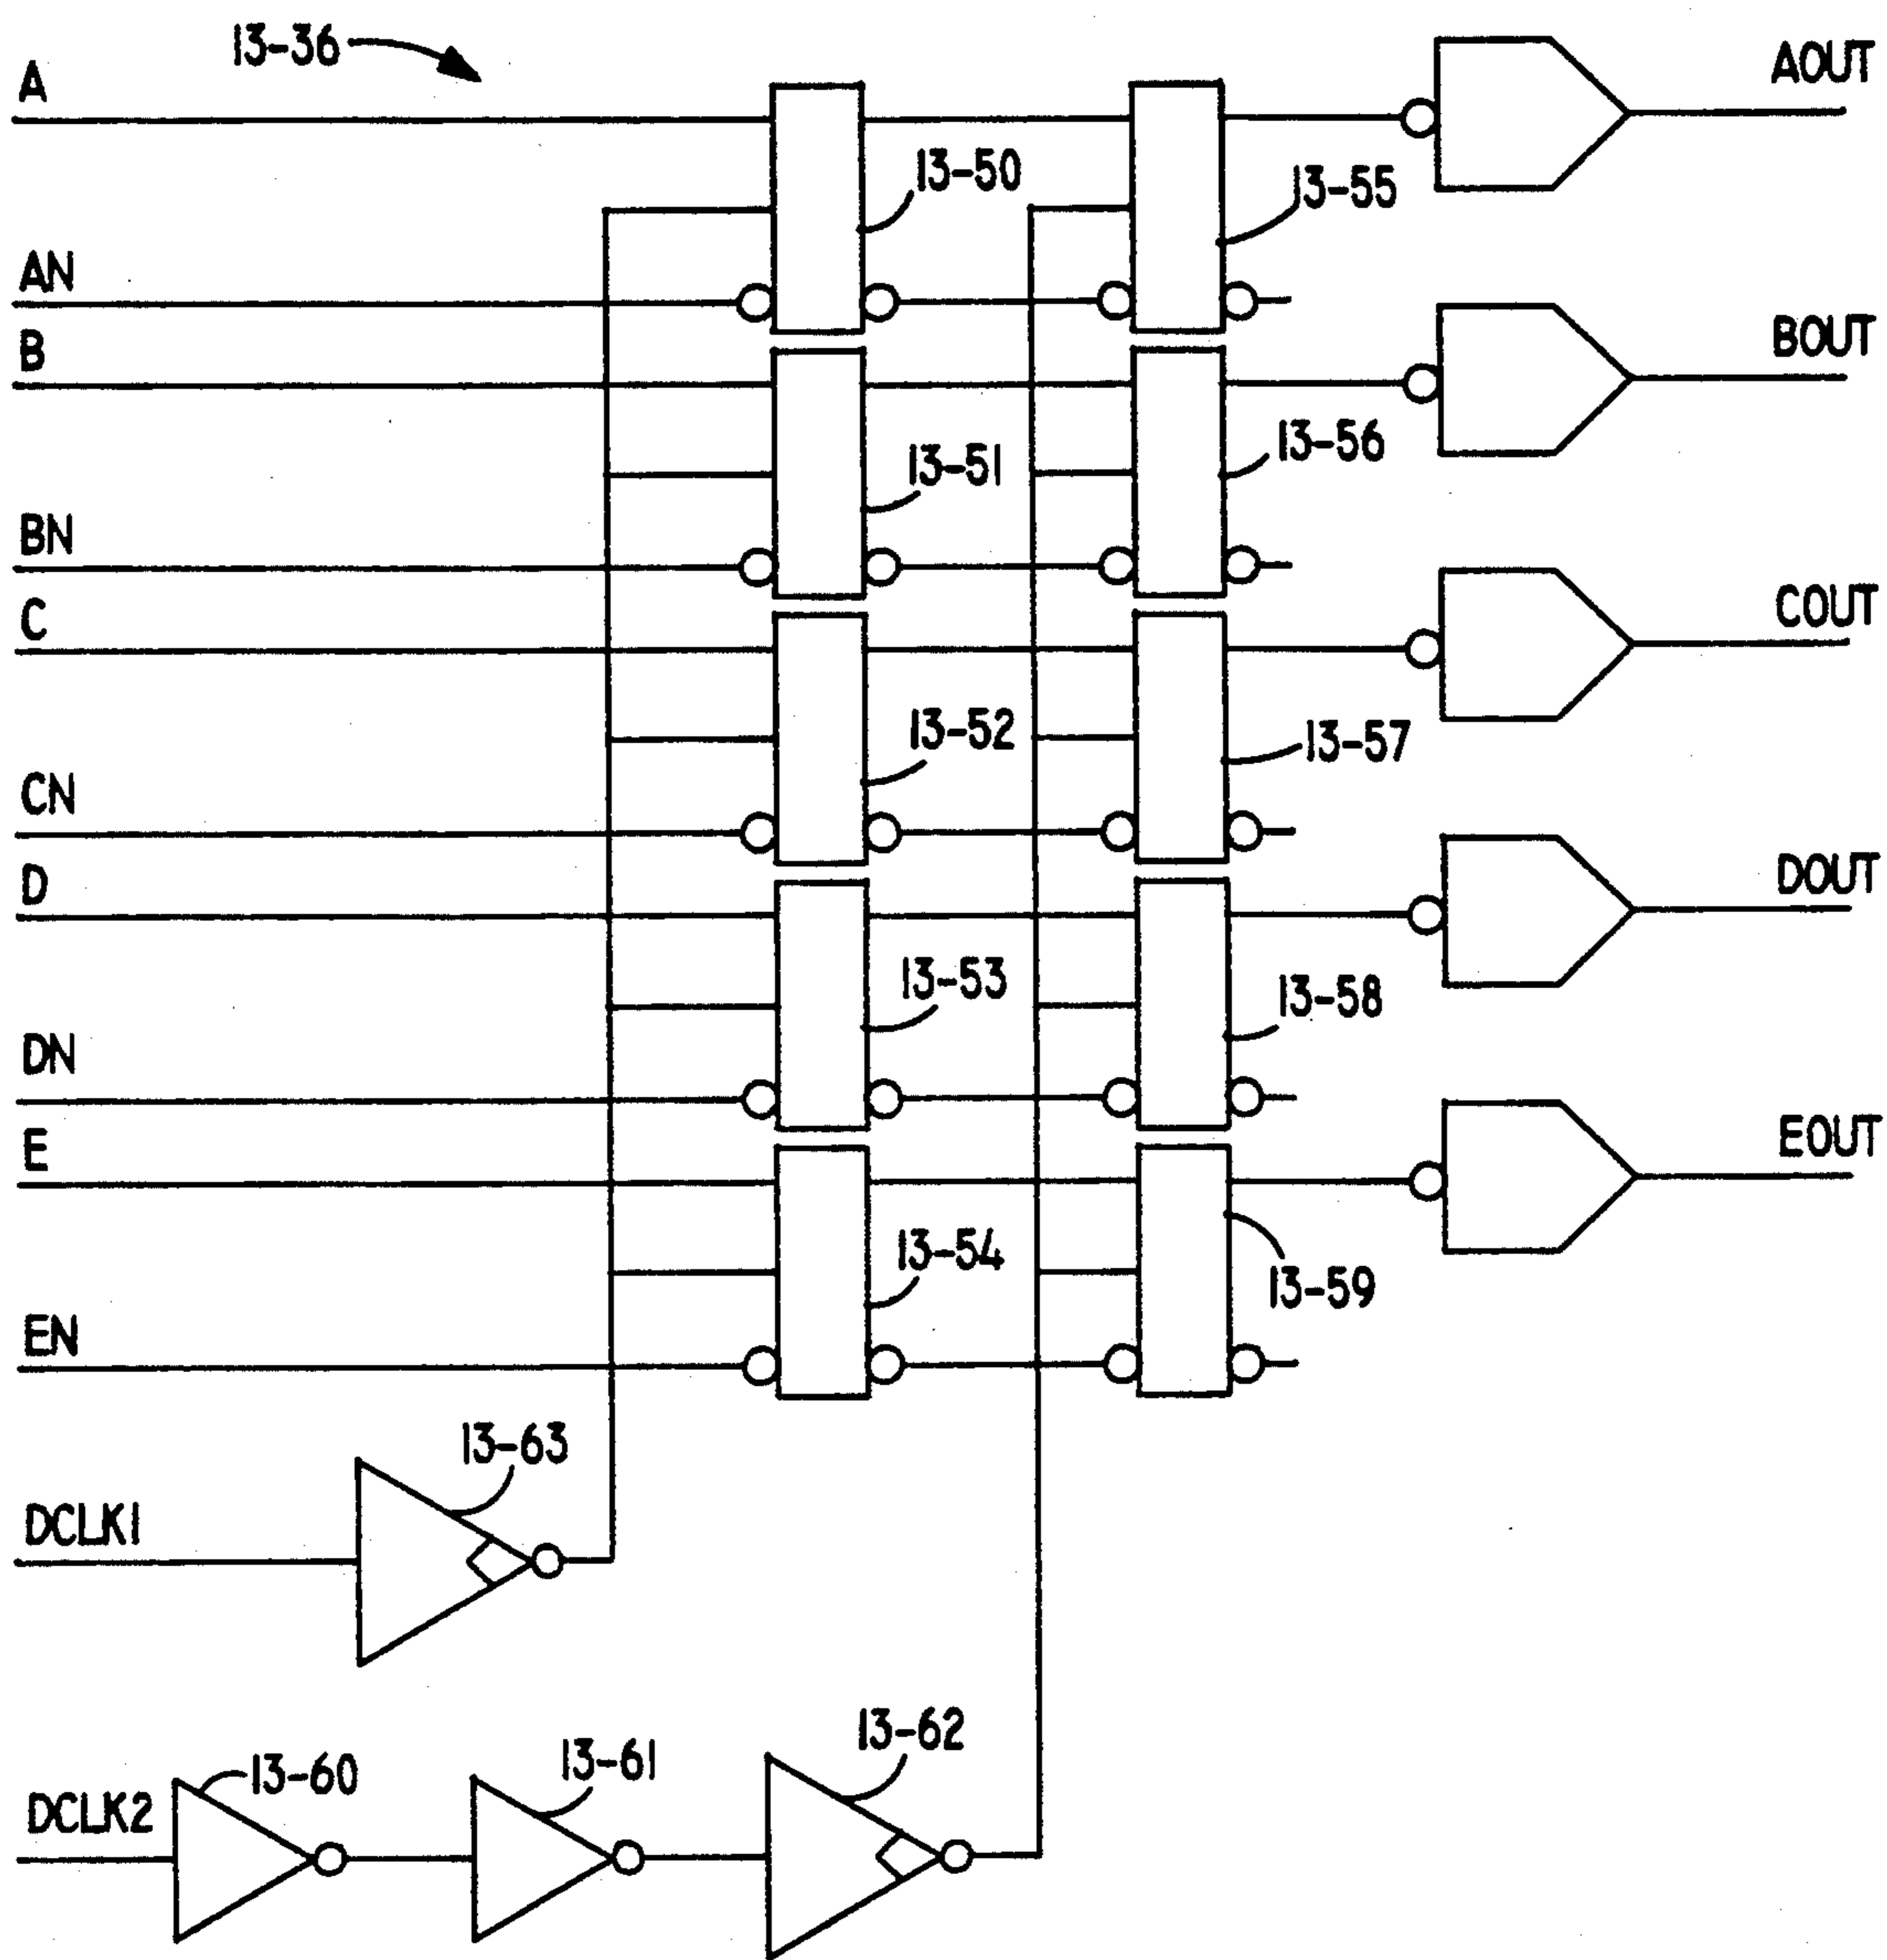 13-36
A
AOUT
13-50
13-55
AN
B
BOUT
13-51
13-56
BN
C
COUT
13-52
13-57
CN
D
DOUT
13-53
13-58
DN
E
EOUT
13-54
13-59
EN
13-63
DCLK1
13-60
13-61
13-62
DCLK2